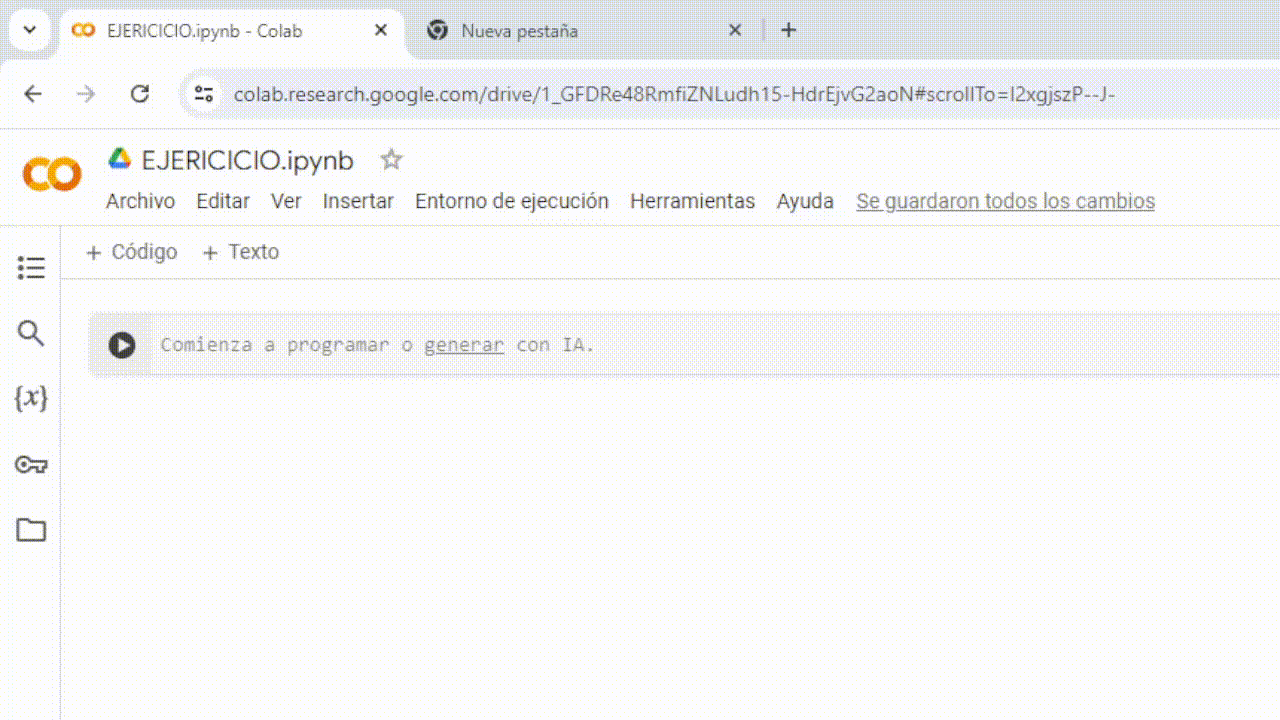 EJERICICIO.ipynb - Colab
Nueva pestaña
colab.research.google.com/drive/1_GFDRe48RmfiZNLudh15-HdrEjvG2aoN#scrollTo=I2xgjszP--J-
EJERICICIO.ipynb
Archivo Editar Ver Insertar Entorno de ejecución Herramientas Ayuda Se guardaron todos los cambios
+ Código + Texto
Comienza a programar o generar con IA.
{x}